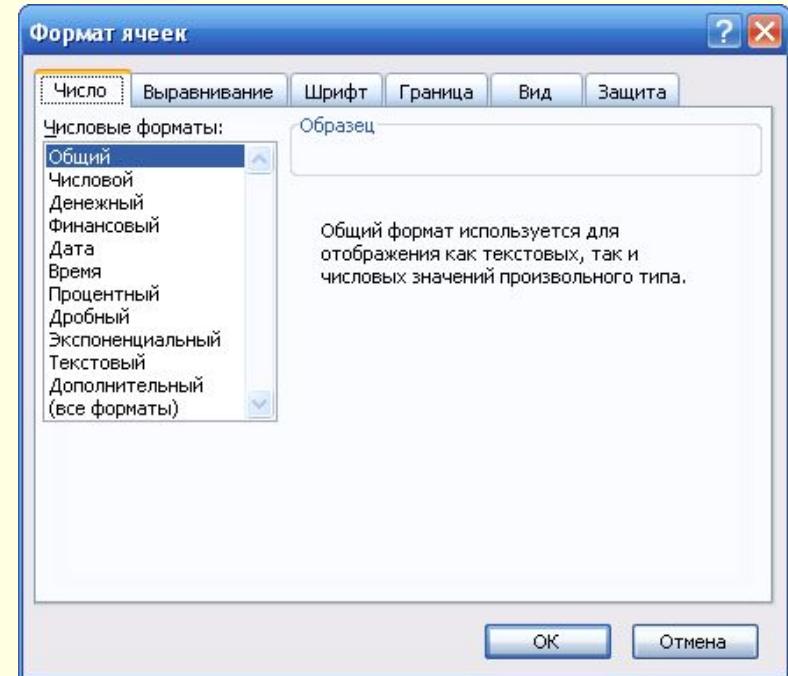 Формат ячеек
Число Выравнивание Шрифт Граница Вид Защита
Числовые форматы:
Образец
Общий
Числовой
Денежный
Финансовый
Дата
Время
Процентный
Дробный
Экспоненциальный
Текстовый
Дополнительный
(все форматы)
Общий формат используется для
отображения как текстовых, так и
числовых значений произвольного типа.
ОК Отмена